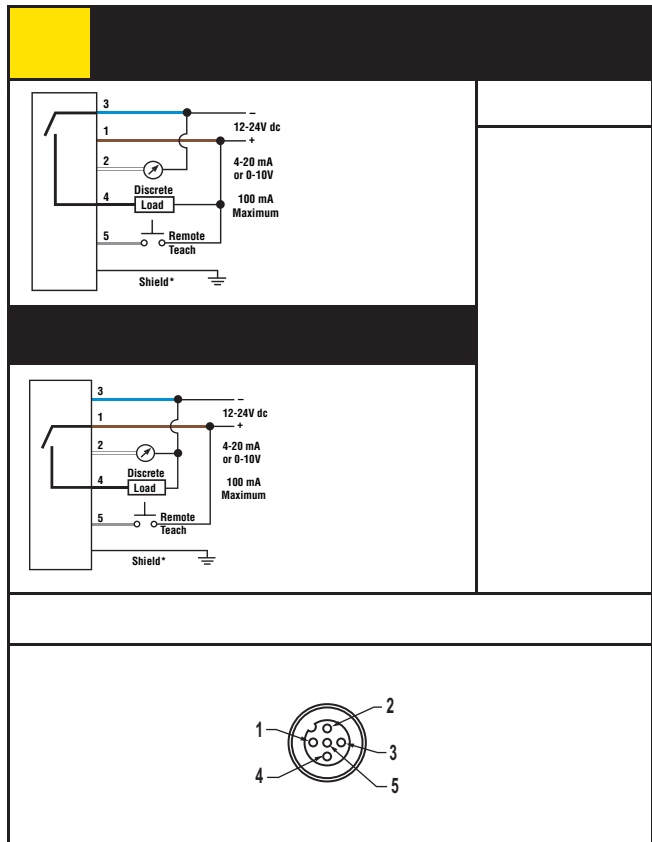 3
–
12-24V dc
1
+
2
4-20 mA
or 0-10V
Discrete
4
Load
100 mA
Maximum
5
Remote
Teach
Shield*
3
–
12-24V dc
1
+
2
4-20 mA
or 0-10V
Discrete
4
Load
100 mA
Maximum
5
Remote
Teach
Shield*
2
1
3
4
5